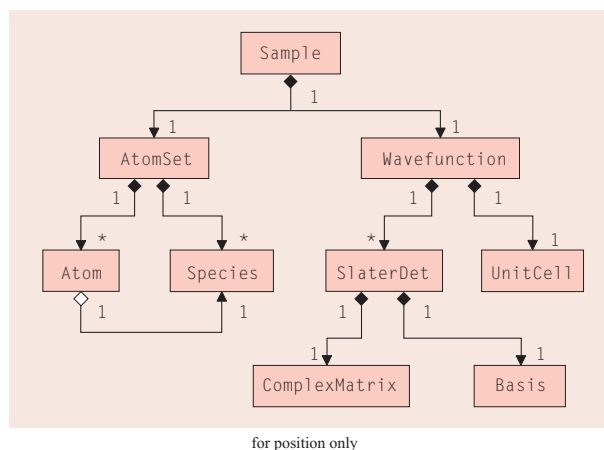 Sample
1
1
1
AtomSet
Wavefunction
1
1
1
1
*
*
*
1
Atom
Species
SlaterDet
UnitCell
1
1
1
1
1
1
ComplexMatrix
Basis
for position only